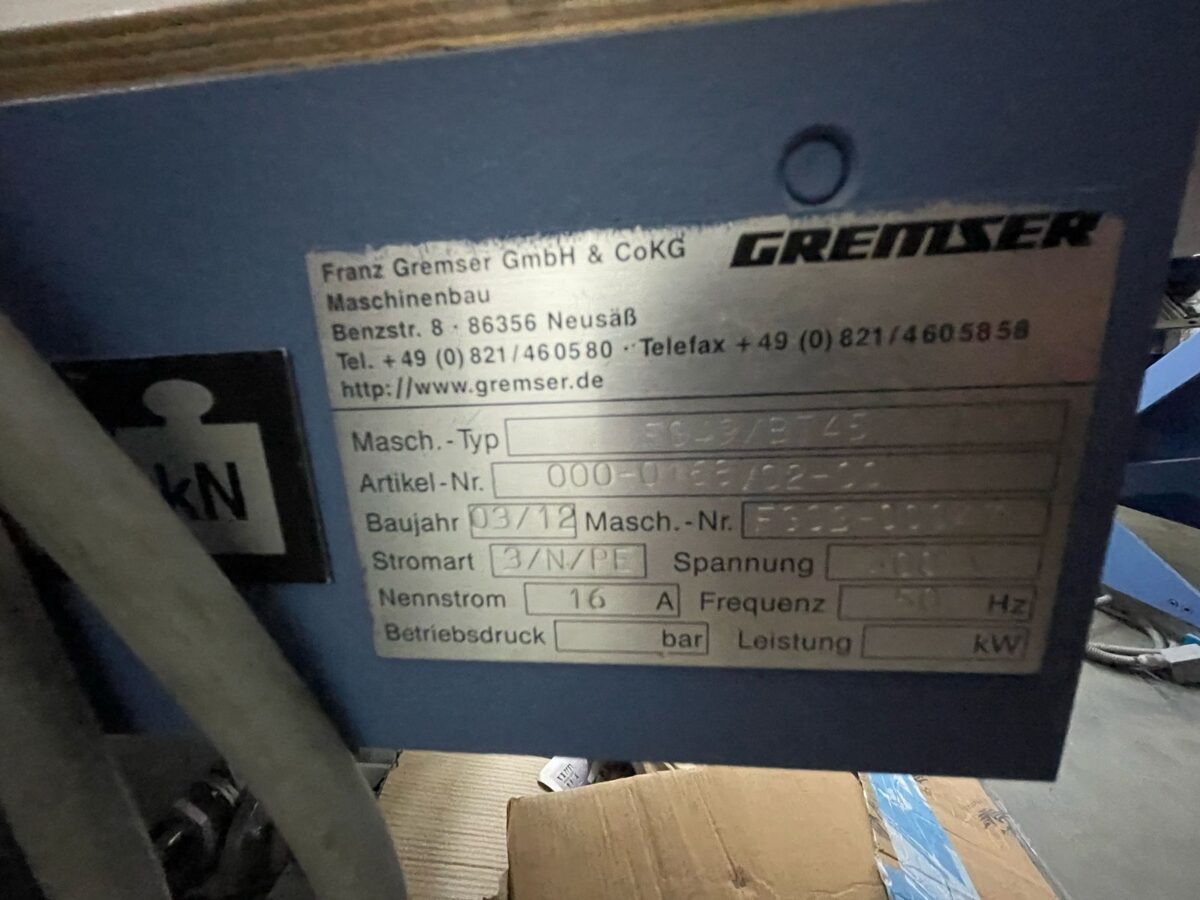 GREMSER
Franz Gremser GmbH & CoKG
Maschinenbau
Benzstr. 8 · 86356 Neusäß
Tel. +49 (0) 821/460580 · Telefax +49 (0) 821/4605858
http://www.gremser.de
Masch.-Typ
Artikel-Nr.
Baujahr 03/12 Masch.-Nr.
Stromart 3/N/PE Spannung
Nennstrom 16 A Frequenz 50 Hz
Betriebsdruck bar Leistung kW
kN